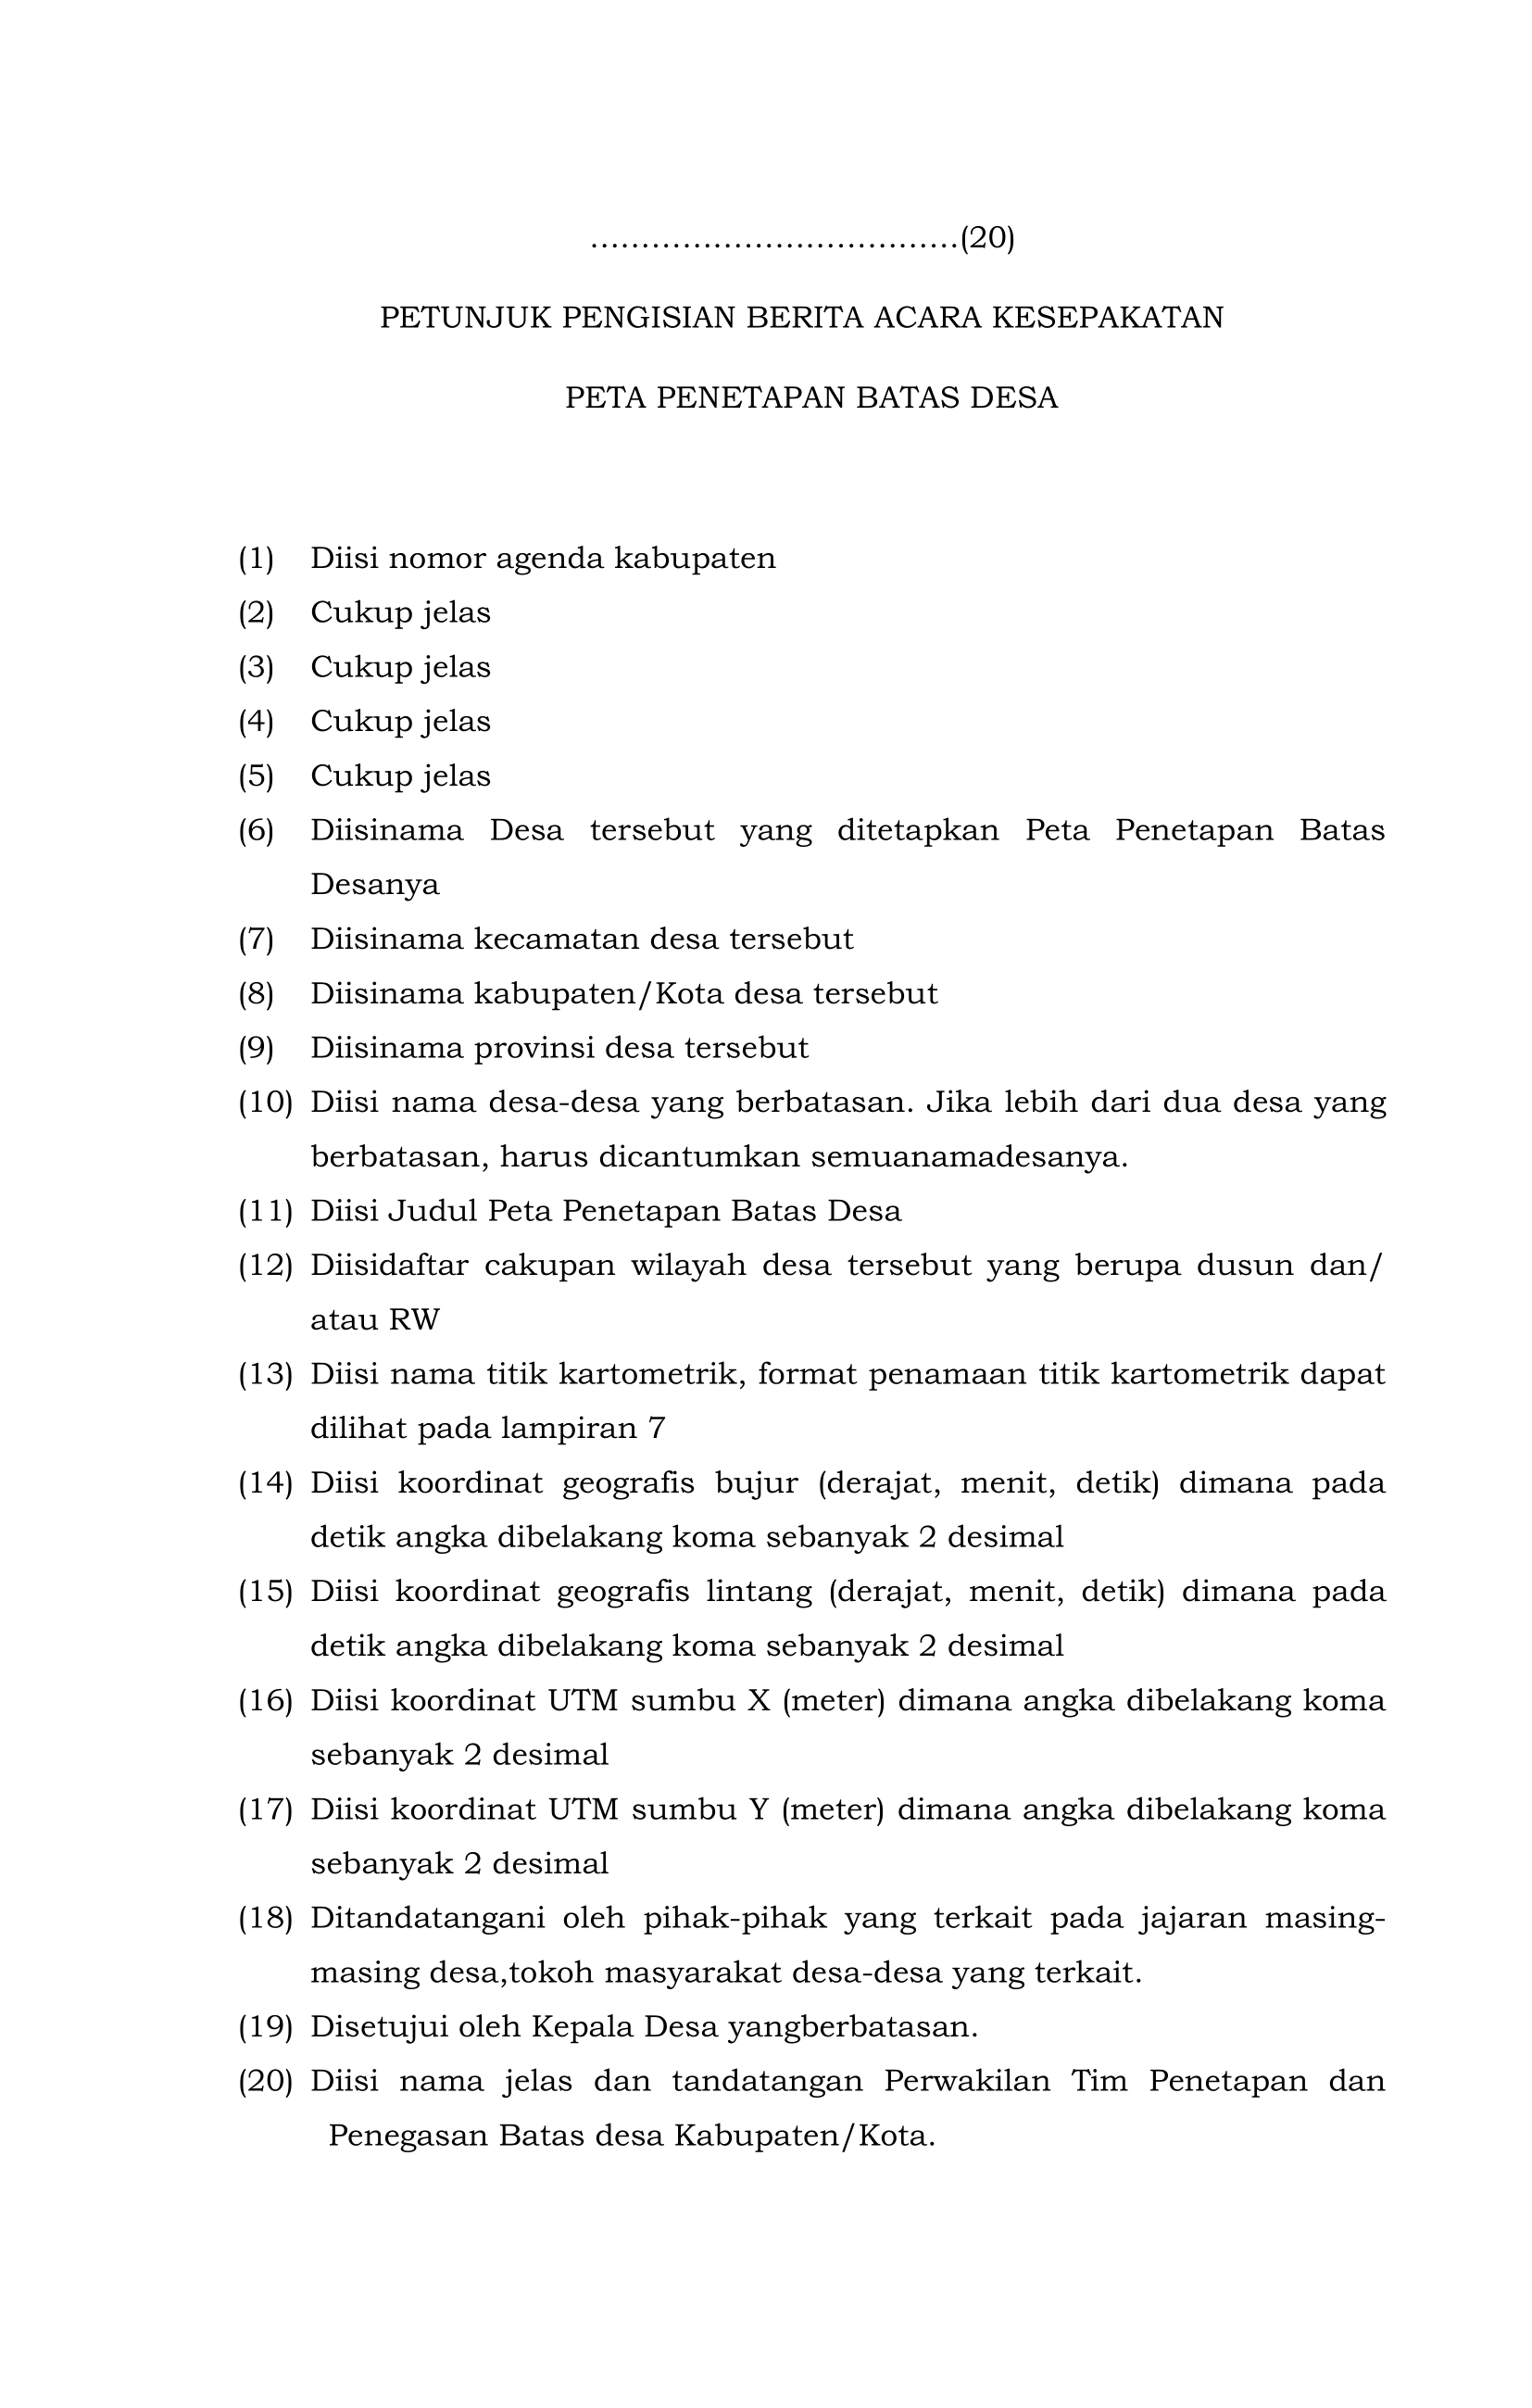 ………………………………(20)
PETUNJUK PENGISIAN BERITA ACARA KESEPAKATAN
PETA PENETAPAN BATAS DESA
(1) Diisi nomor agenda kabupaten
(2) Cukup jelas
(3) Cukup jelas
(4) Cukup jelas
(5) Cukup jelas
(6) Diisinama Desa tersebut yang ditetapkan Peta Penetapan Batas
Desanya
(7) Diisinama kecamatan desa tersebut
(8) Diisinama kabupaten/Kota desa tersebut
(9) Diisinama provinsi desa tersebut
(10) Diisi nama desa-desa yang berbatasan. Jika lebih dari dua desa yang
berbatasan, harus dicantumkan semuanamadesanya.
(11) Diisi Judul Peta Penetapan Batas Desa
(12) Diisidaftar cakupan wilayah desa tersebut yang berupa dusun dan/
atau RW
(13) Diisi nama titik kartometrik, format penamaan titik kartometrik dapat
dilihat pada lampiran 7
(14) Diisi koordinat geografis bujur (derajat, menit, detik) dimana pada
detik angka dibelakang koma sebanyak 2 desimal
(15) Diisi koordinat geografis lintang (derajat, menit, detik) dimana pada
detik angka dibelakang koma sebanyak 2 desimal
(16) Diisi koordinat UTM sumbu X (meter) dimana angka dibelakang koma
sebanyak 2 desimal
(17) Diisi koordinat UTM sumbu Y (meter) dimana angka dibelakang koma
sebanyak 2 desimal
(18) Ditandatangani oleh pihak-pihak yang terkait pada jajaran masing-
masing desa,tokoh masyarakat desa-desa yang terkait.
(19) Disetujui oleh Kepala Desa yangberbatasan.
(20) Diisi nama jelas dan tandatangan Perwakilan Tim Penetapan dan
Penegasan Batas desa Kabupaten/Kota.